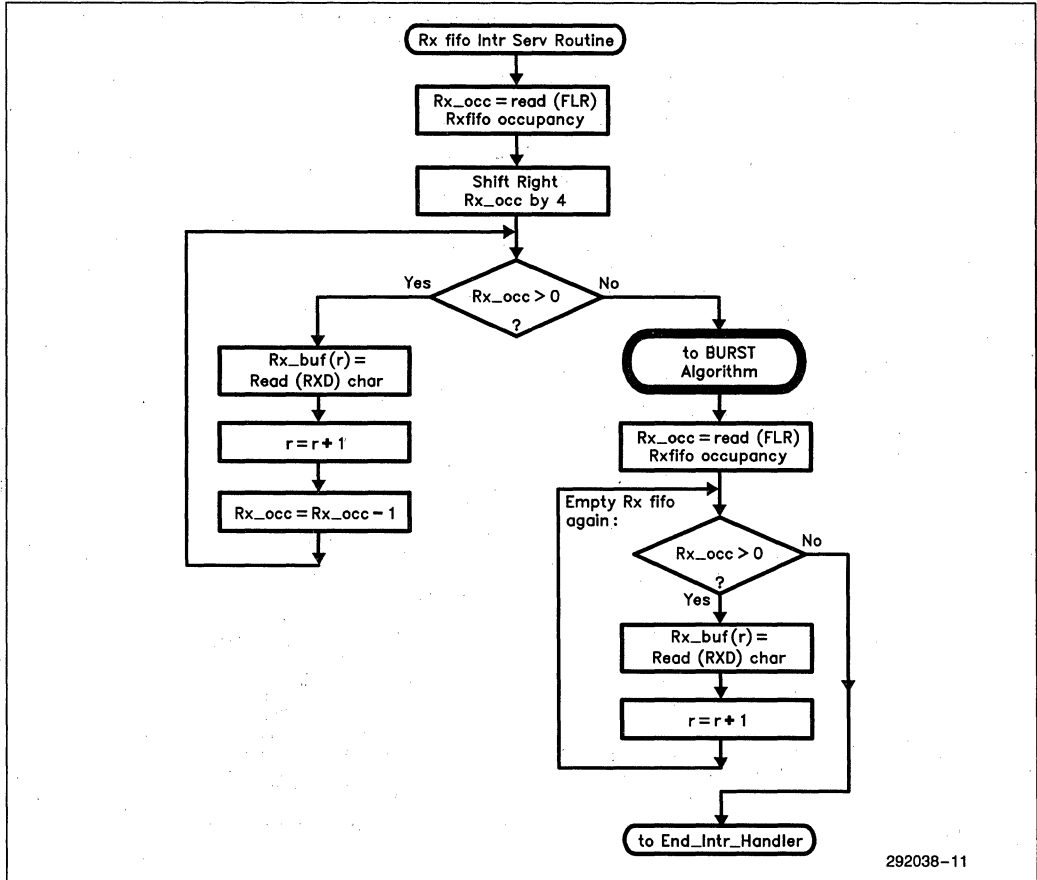 Rx fifo Intr Serv Routine
Rx_occ = read (FLR)
Rxfifo occupancy
Shift Right
Rx_occ by 4
Yes
Rx_occ > 0
?
No
Rx_buf(r) =
Read (RXD) char
r = r + 1
Rx_occ = Rx_occ - 1
to BURST
Algorithm
Rx_occ = read (FLR)
Rxfifo occupancy
Empty Rx fifo
again:
Rx_occ > 0
?
No
Yes
Rx_buf(r) =
Read (RXD) char
r = r + 1
to End_Intr_Handler
292038-11